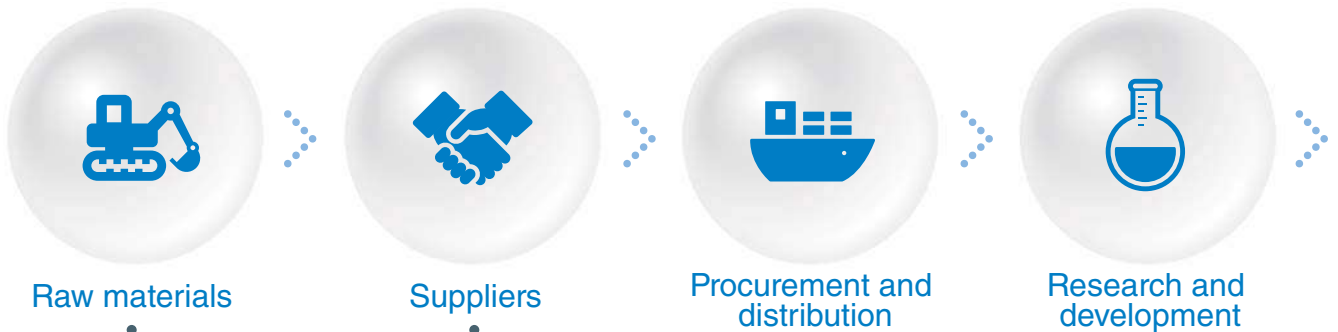 Raw materials
Suppliers
Procurement and
distribution
Research and
development